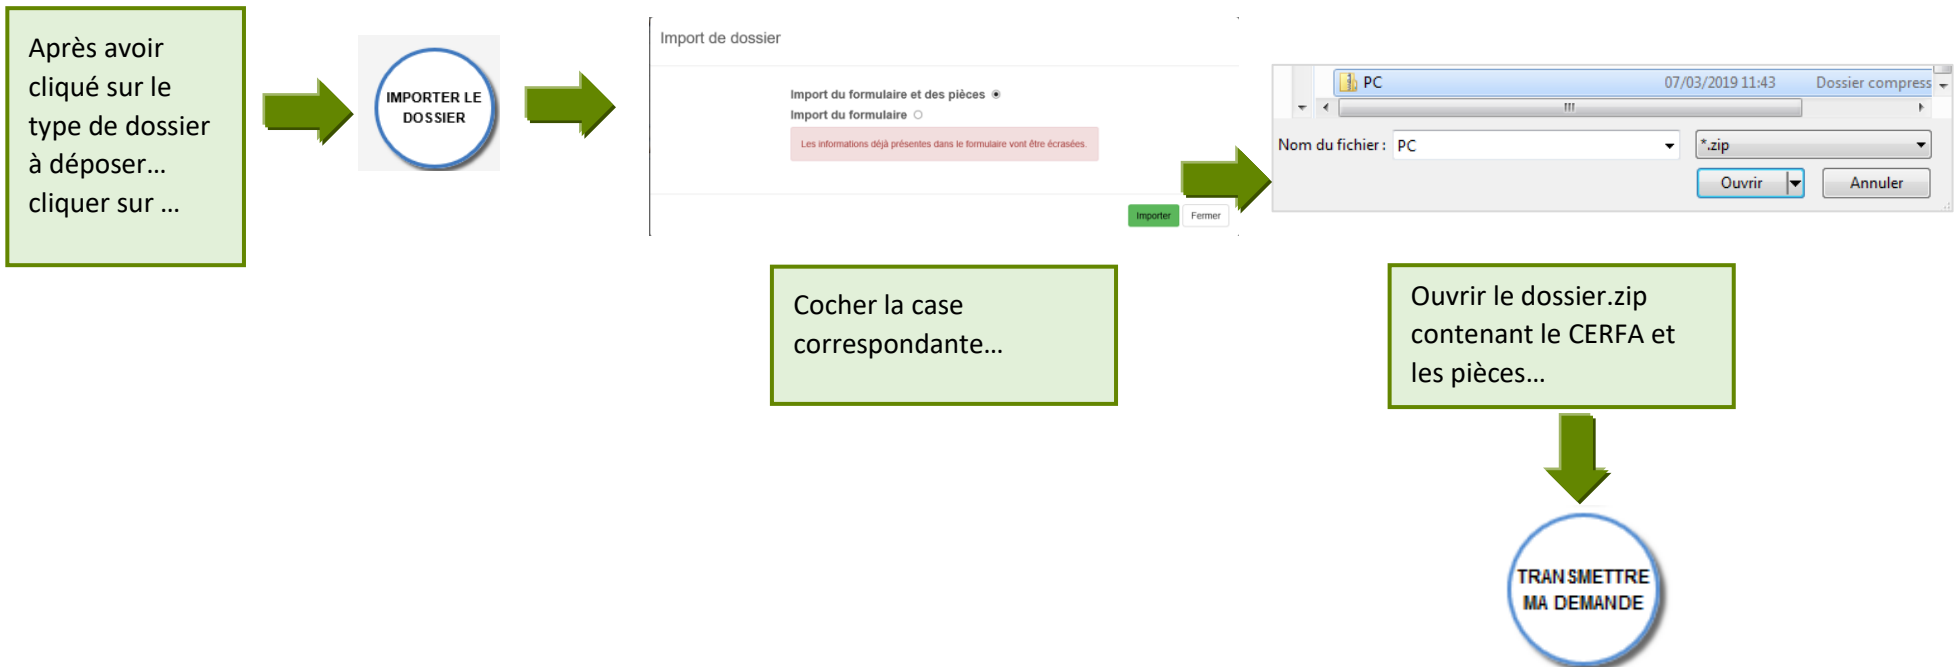 Après avoir
cliqué sur le
type de dossier
à déposer…
cliquer sur …
IMPORTER LE
DOSSIER
Import de dossier
Import du formulaire et des pièces
Import du formulaire
Les informations déjà présentes dans le formulaire vont être écrasées.
Importer Fermer
Cocher la case
correspondante…
PC 07/03/2019 11:43 Dossier compress
Nom du fichier : PC *.zip
Ouvrir Annuler
Ouvrir le dossier.zip
contenant le CERFA et
les pièces…
TRANSMETTRE
MA DEMANDE